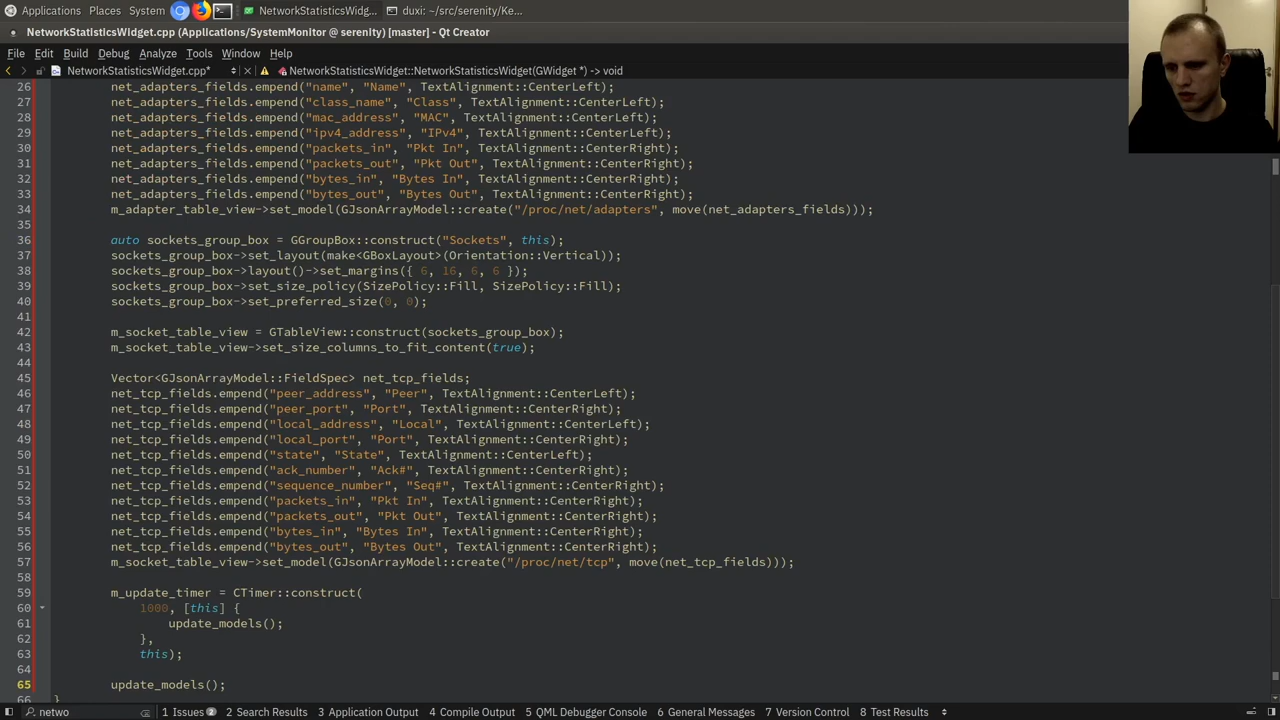 Applications Places System NetworkStatisticsWidg... duxi: ~/src/serenity/Ke...
NetworkStatisticsWidget.cpp (Applications/SystemMonitor @ serenity) [master] - Qt Creator
File Edit Build Debug Analyze Tools Window Help
NetworkStatisticsWidget.cpp* NetworkStatisticsWidget::NetworkStatisticsWidget(GWidget *) -> void
26 net_adapters_fields.empend("name", "Name", TextAlignment::CenterLeft);
27 net_adapters_fields.empend("class_name", "Class", TextAlignment::CenterLeft);
28 net_adapters_fields.empend("mac_address", "MAC", TextAlignment::CenterLeft);
29 net_adapters_fields.empend("ipv4_address", "IPv4", TextAlignment::CenterLeft);
30 net_adapters_fields.empend("packets_in", "Pkt In", TextAlignment::CenterRight);
31 net_adapters_fields.empend("packets_out", "Pkt Out", TextAlignment::CenterRight);
32 net_adapters_fields.empend("bytes_in", "Bytes In", TextAlignment::CenterRight);
33 net_adapters_fields.empend("bytes_out", "Bytes Out", TextAlignment::CenterRight);
34 m_adapter_table_view->set_model(GJsonArrayModel::create("/proc/net/adapters", move(net_adapters_fields)));
35
36 auto sockets_group_box = GGroupBox::construct("Sockets", this);
37 sockets_group_box->set_layout(make<GBoxLayout>(Orientation::Vertical));
38 sockets_group_box->layout()->set_margins({ 6, 16, 6, 6 });
39 sockets_group_box->set_size_policy(SizePolicy::Fill, SizePolicy::Fill);
40 sockets_group_box->set_preferred_size(0, 0);
41
42 m_socket_table_view = GTableView::construct(sockets_group_box);
43 m_socket_table_view->set_size_columns_to_fit_content(true);
44
45 Vector<GJsonArrayModel::FieldSpec> net_tcp_fields;
46 net_tcp_fields.empend("peer_address", "Peer", TextAlignment::CenterLeft);
47 net_tcp_fields.empend("peer_port", "Port", TextAlignment::CenterRight);
48 net_tcp_fields.empend("local_address", "Local", TextAlignment::CenterLeft);
49 net_tcp_fields.empend("local_port", "Port", TextAlignment::CenterRight);
50 net_tcp_fields.empend("state", "State", TextAlignment::CenterLeft);
51 net_tcp_fields.empend("ack_number", "Ack#", TextAlignment::CenterRight);
52 net_tcp_fields.empend("sequence_number", "Seq#", TextAlignment::CenterRight);
53 net_tcp_fields.empend("packets_in", "Pkt In", TextAlignment::CenterRight);
54 net_tcp_fields.empend("packets_out", "Pkt Out", TextAlignment::CenterRight);
55 net_tcp_fields.empend("bytes_in", "Bytes In", TextAlignment::CenterRight);
56 net_tcp_fields.empend("bytes_out", "Bytes Out", TextAlignment::CenterRight);
57 m_socket_table_view->set_model(GJsonArrayModel::create("/proc/net/tcp", move(net_tcp_fields)));
58
59 m_update_timer = CTimer::construct(
60 1000, [this] {
61 update_models();
62 },
63 this);
64
65 update_models();
66 }
netwo 1 Issues 2 2 Search Results 3 Application Output 4 Compile Output 5 QML Debugger Console 6 General Messages 7 Version Control 8 Test Results